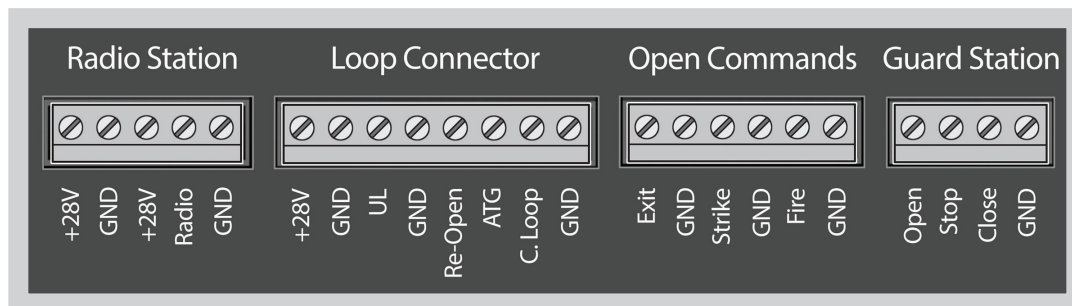 Radio Station
Loop Connector
Open Commands
Guard Station
+28V
GND
+28V
Radio
GND
+28V
GND
UL
GND
Re-Open
ATG
C. Loop
GND
Exit
GND
Strike
GND
Fire
GND
Open
Stop
Close
GND